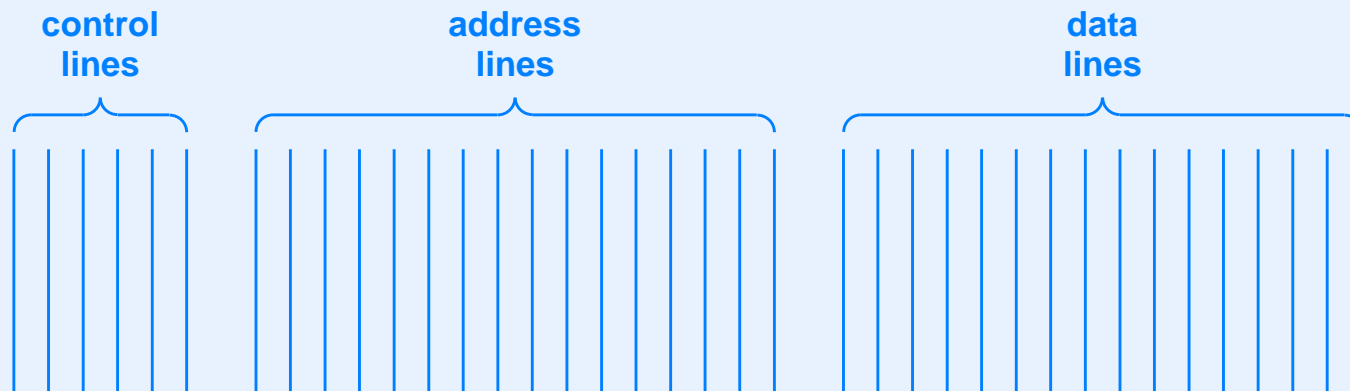 control
lines
address
lines
data
lines